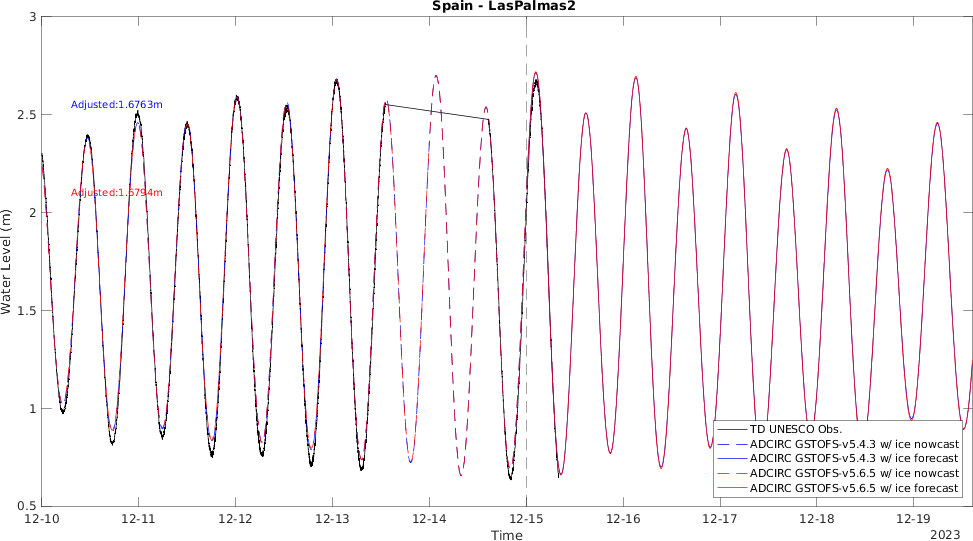 Spain - LasPalmas2
3
2.5
2
1.5
1
0.5
Water Level (m)
Adjusted:1.6763m
Adjusted:1.6794m
TD UNESCO Obs.
ADCIRC GSTOFS-v5.4.3 w/ ice nowcast
ADCIRC GSTOFS-v5.4.3 w/ ice forecast
ADCIRC GSTOFS-v5.6.5 w/ ice nowcast
ADCIRC GSTOFS-v5.6.5 w/ ice forecast
12-10 12-11 12-12 12-13 12-14 12-15 12-16 12-17 12-18 12-19
Time
2023